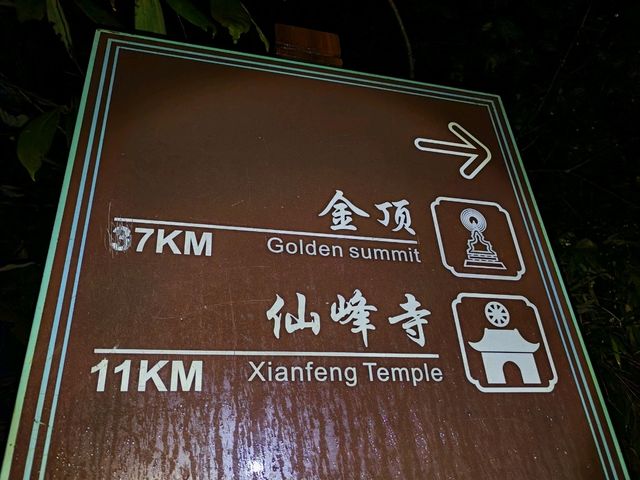 金顶
37KM Golden summit
仙峰寺
11KM Xianfeng Temple